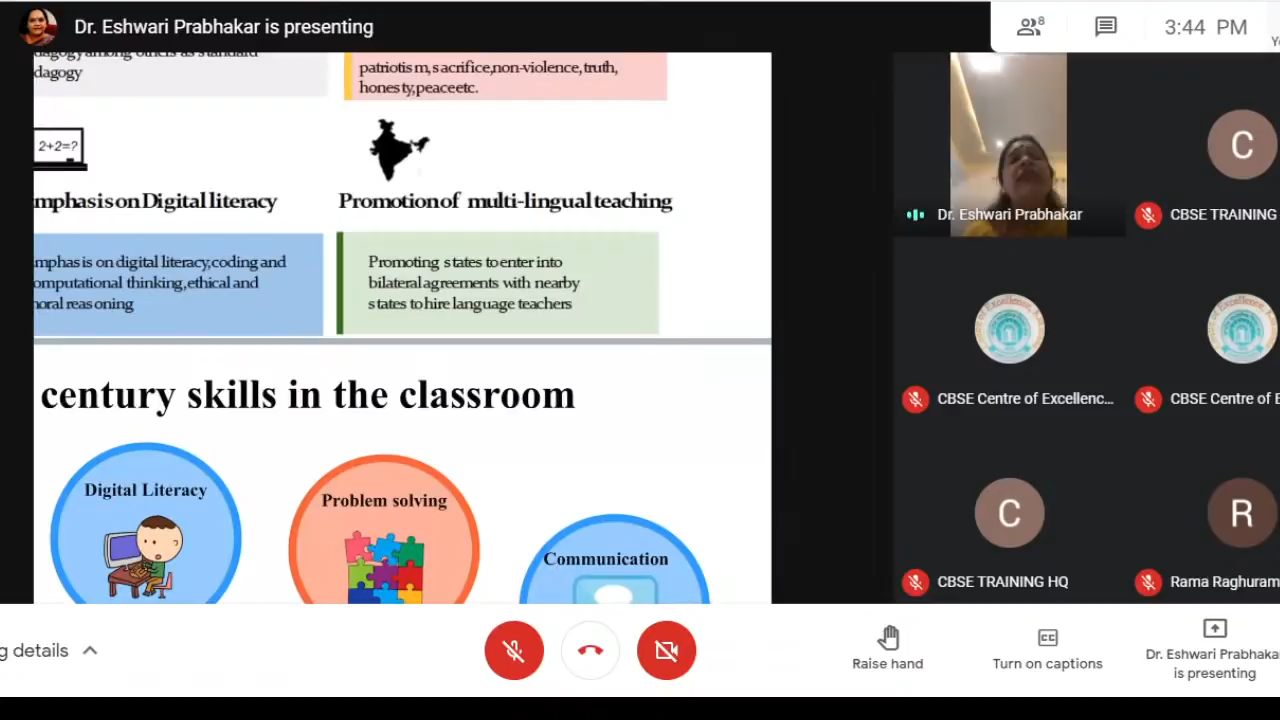 Dr. Eshwari Prabhakar is presenting
8
3:44 PM
dagogy among others as standard
dagogy
patriotism,sacrifice,non-violence,truth,
honesty,peaceetc.
2+2=?
mphasis on Digital literacy
Promotion of multi-lingual teaching
mphasis on digital literacy,coding and
omputational thinking,ethical and
oral reasoning
Promoting states to enter into
bilateral agreements with nearby
states to hire language teachers
century skills in the classroom
Digital Literacy
Problem solving
Communication
Dr. Eshwari Prabhakar
C
CBSE TRAINING
CBSE Centre of Excellenc...
CBSE Centre of E
C
CBSE TRAINING HQ
R
Rama Raghuram
g details
Raise hand
CC
Turn on captions
Dr. Eshwari Prabhakar
is presenting